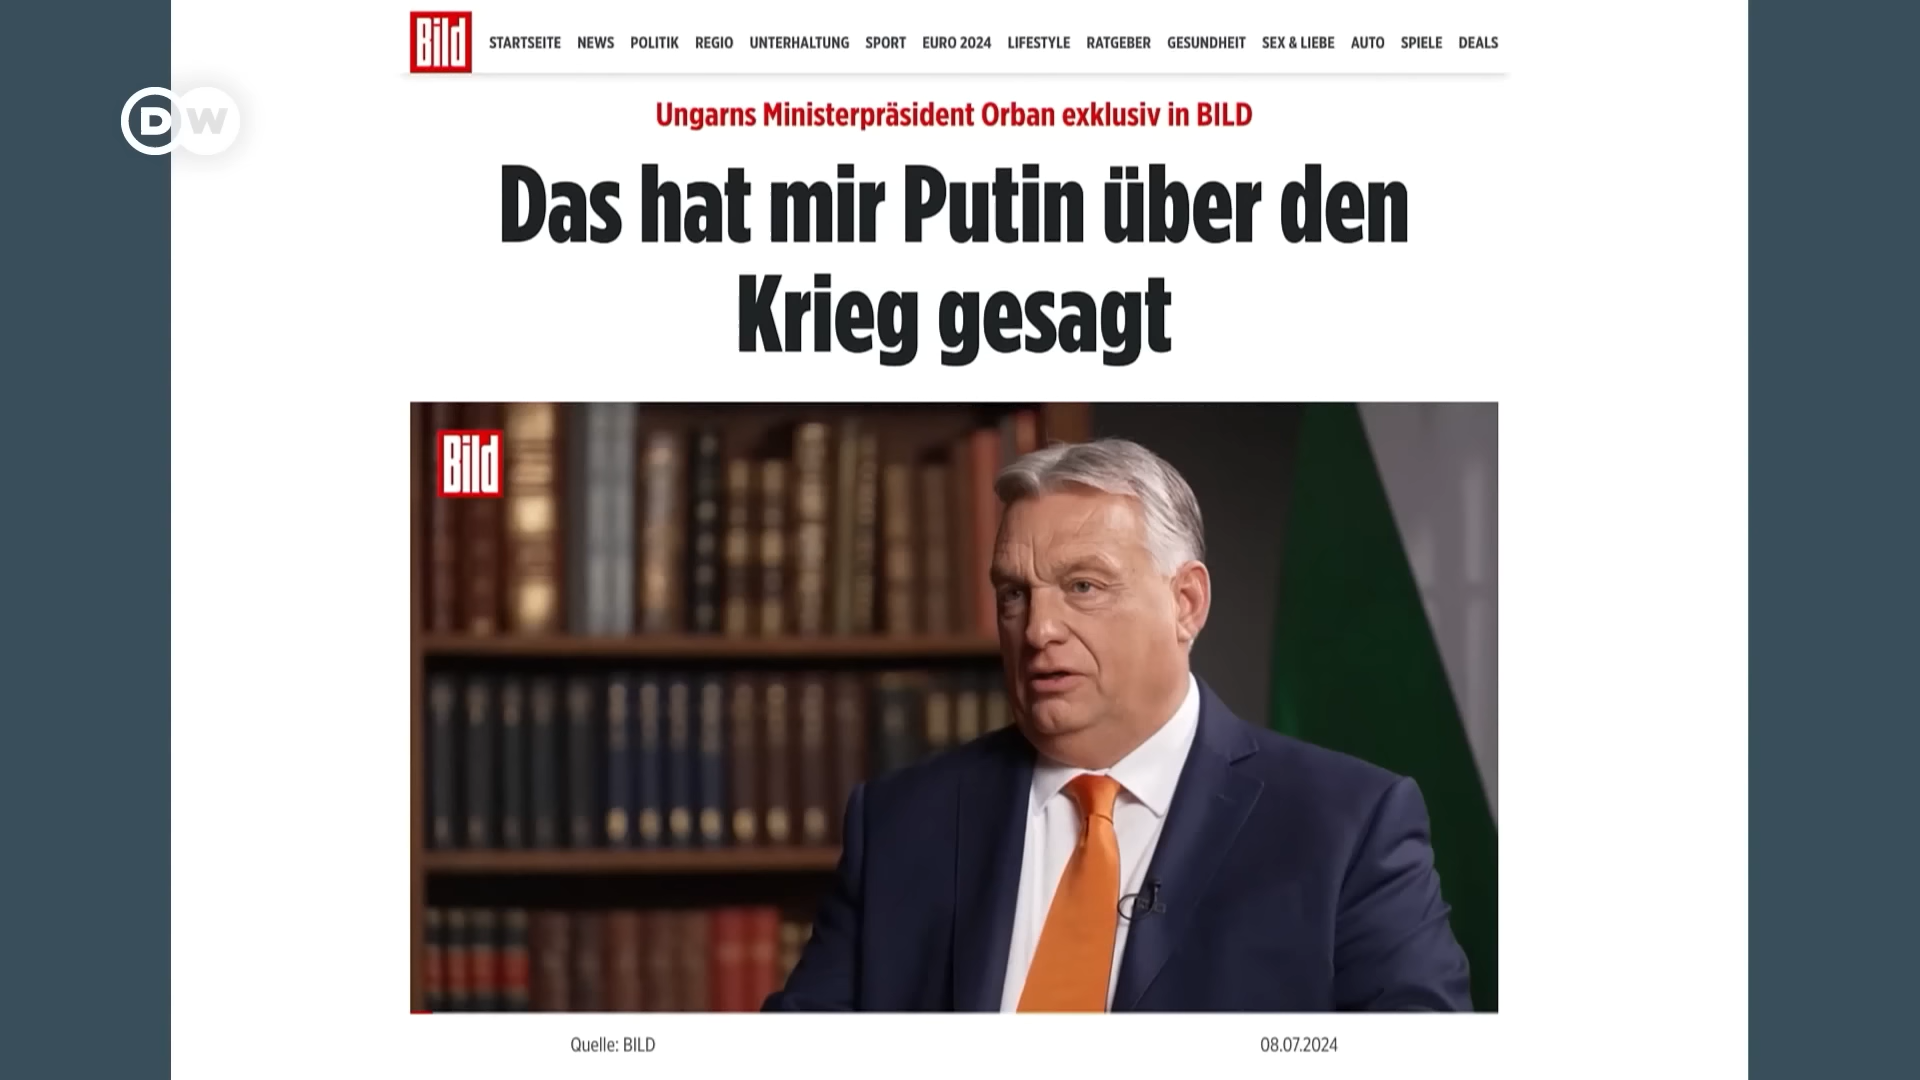 Bild
STARTSEITE NEWS POLITIK REGIO UNTERHALTUNG SPORT EURO 2024 LIFESTYLE RATGEBER GESUNDHEIT SEX & LIEBE AUTO SPIELE DEALS
DW
Ungarns Ministerpräsident Orban exklusiv in BILD
Das hat mir Putin über den
Krieg gesagt
Bild
Quelle: BILD
08.07.2024